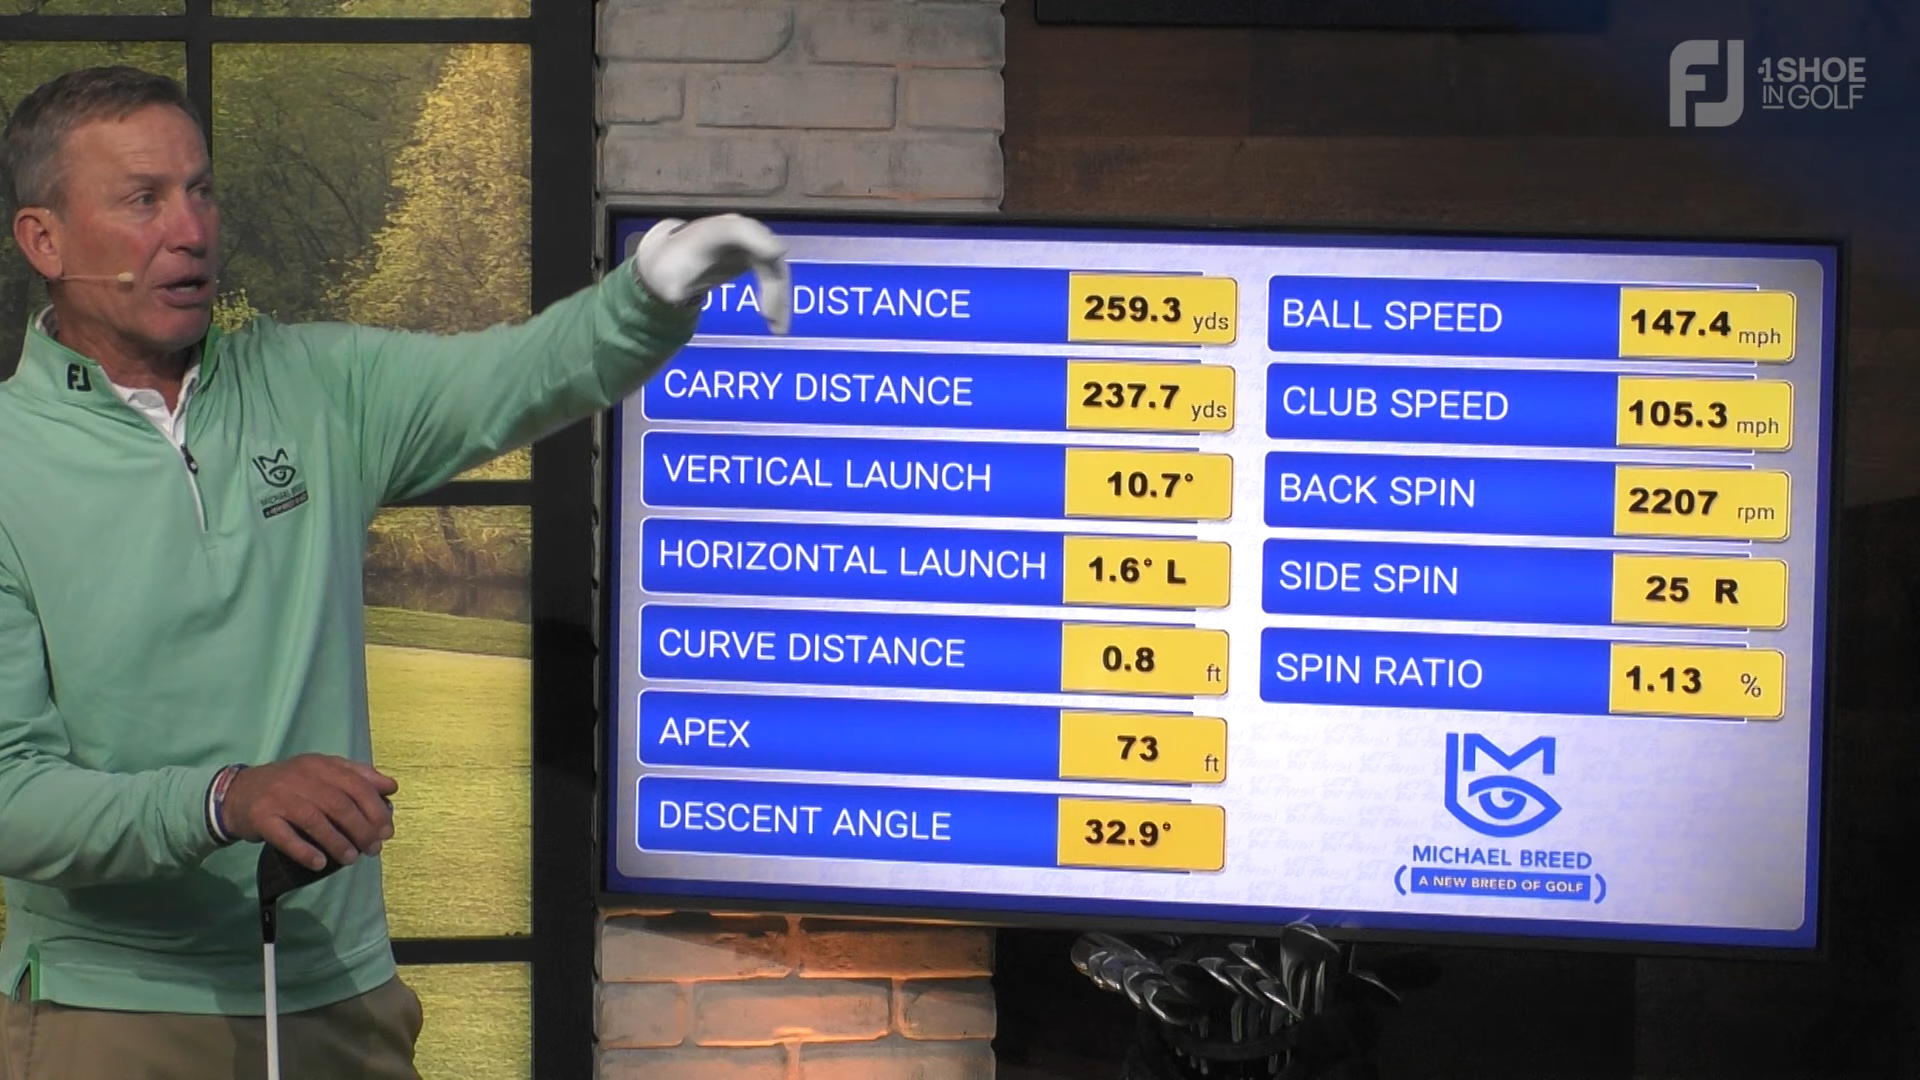 FJ #1SHOE
IN GOLF
DISTANCE 259.3 yds
CARRY DISTANCE 237.7 yds
VERTICAL LAUNCH 10.7°
HORIZONTAL LAUNCH 1.6° L
CURVE DISTANCE 0.8 ft
APEX 73 ft
DESCENT ANGLE 32.9°
BALL SPEED 147.4 mph
CLUB SPEED 105.3 mph
BACK SPIN 2207 rpm
SIDE SPIN 25 R
SPIN RATIO 1.13 %
MICHAEL BREED
A NEW BREED OF GOLF
FJ
MICHAEL BREED